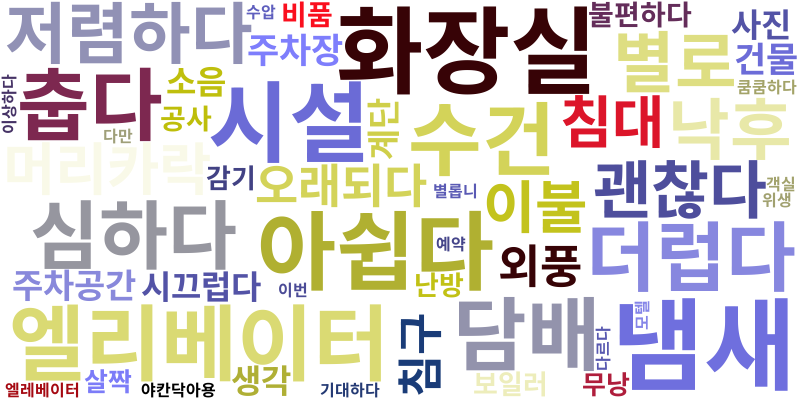 저렴하다 수압 비품 화장실 불편하다 사진
주차장 별로 건물
이상하다 춥다 소음 시설 계단 수건 침대 낙후 쿰쿰하다
공사
다만
머리카락 감기 오래되다 별롭니 이불 괜찮다 객실
위생
심하다 아쉽다 예약 외풍 더럽다
주차공간 시끄럽다 이번 난방
엘리베이터 침구 담배 다르다 모텔 냄새
엘레베이터 살짝 야칸닥아용 생각 기대하다 보일러 무낭